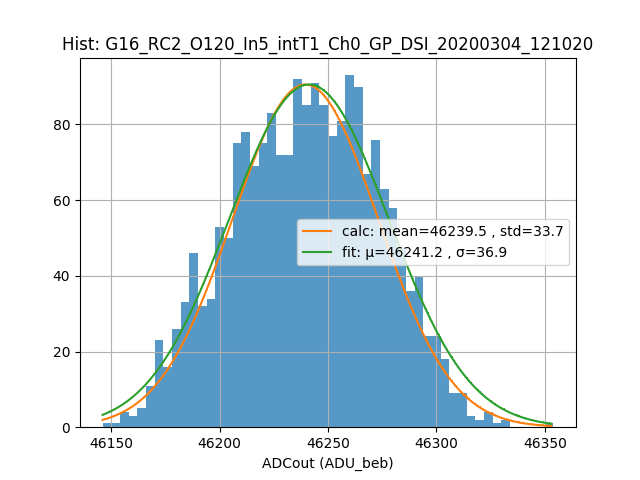 Hist: G16_RC2_O120_In5_intT1_Ch0_GP_DSI_20200304_121020
80
60
40
20
0
calc: mean=46239.5 , std=33.7
fit: μ=46241.2 , σ=36.9
46150 46200 46250 46300 46350
ADCout (ADU_beb)